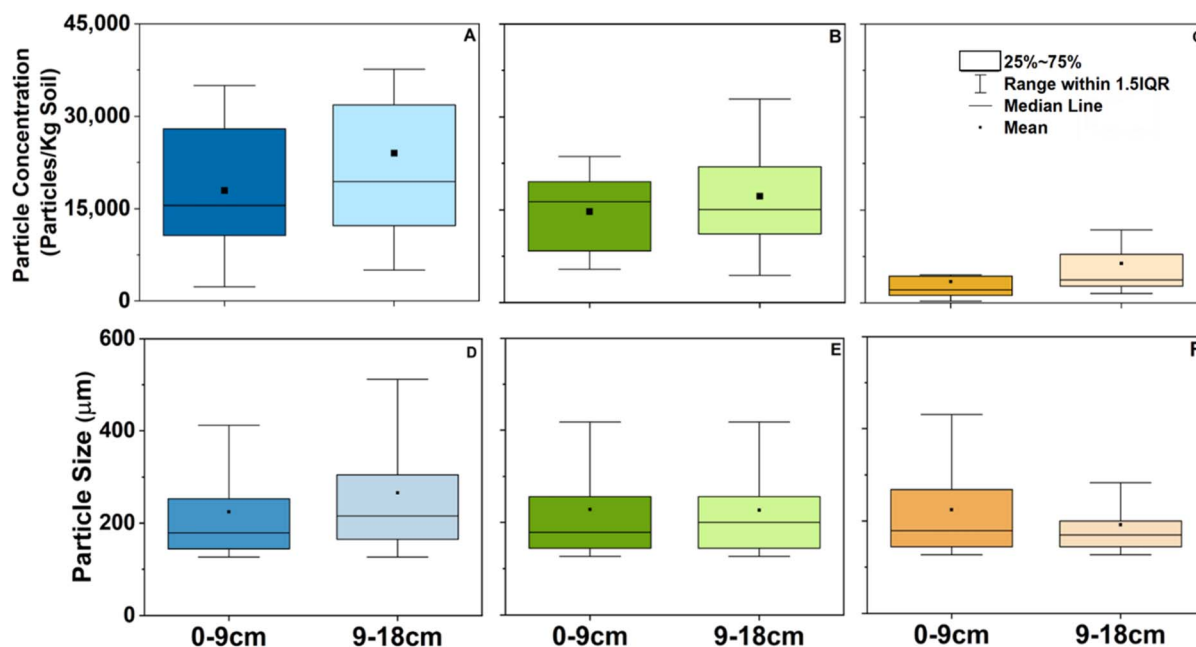 45,000
30,000
15,000
0
Particle Concentration
(Particles/Kg Soil)
A
B
25%~75%
Range within 1.5IQR
Median Line
Mean
600
400
200
0
Particle Size (μm)
D
E
F
0-9cm 9-18cm 0-9cm 9-18cm 0-9cm 9-18cm